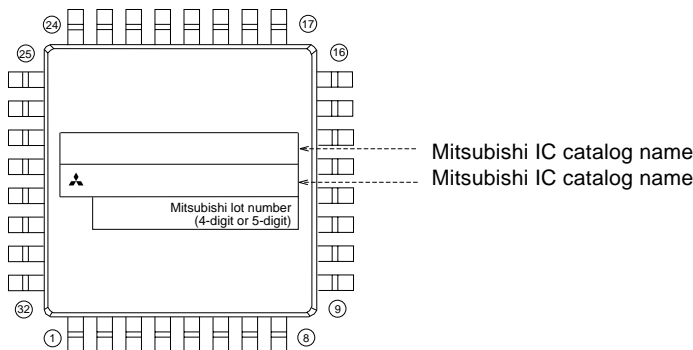 24
17
25
16
Mitsubishi IC catalog name
Mitsubishi IC catalog name
Mitsubishi lot number
(4-digit or 5-digit)
32
9
1
8